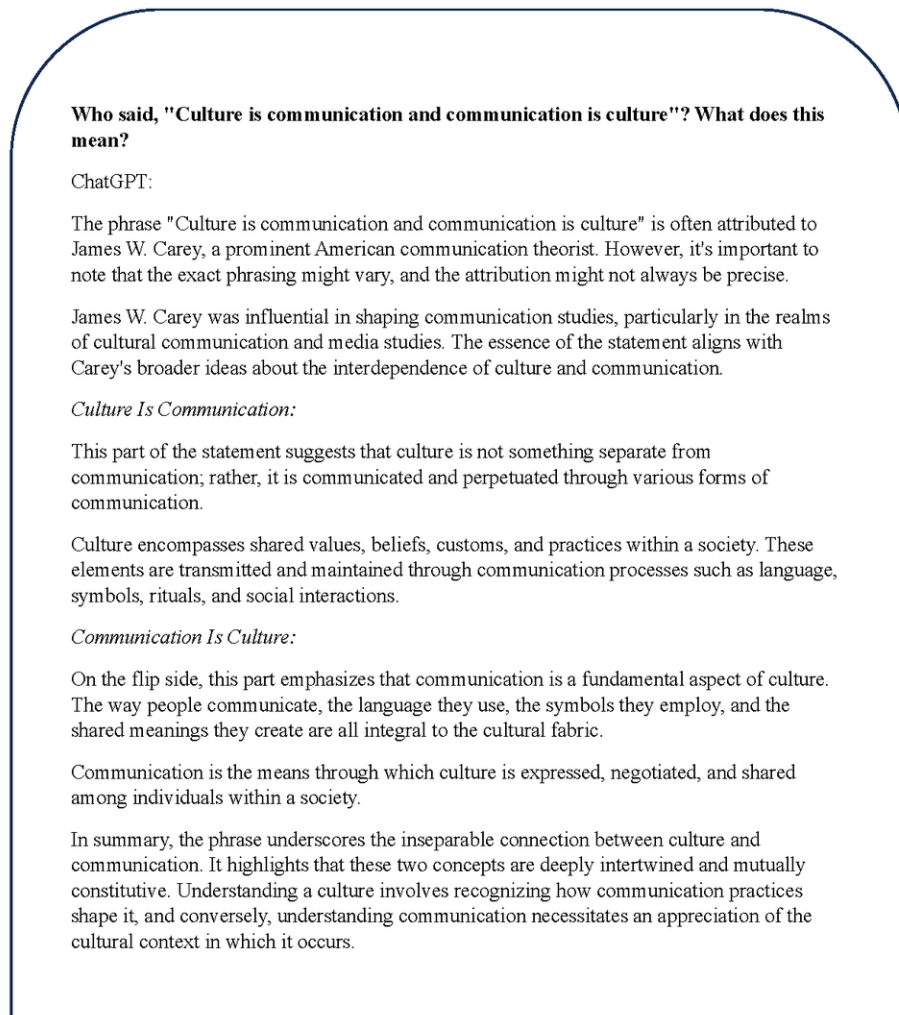 Who said, "Culture is communication and communication is culture"? What does this
mean?
ChatGPT:
The phrase "Culture is communication and communication is culture" is often attributed to
James W. Carey, a prominent American communication theorist. However, it's important to
note that the exact phrasing might vary, and the attribution might not always be precise.
James W. Carey was influential in shaping communication studies, particularly in the realms
of cultural communication and media studies. The essence of the statement aligns with
Carey's broader ideas about the interdependence of culture and communication.
Culture Is Communication:
This part of the statement suggests that culture is not something separate from
communication; rather, it is communicated and perpetuated through various forms of
communication.
Culture encompasses shared values, beliefs, customs, and practices within a society. These
elements are transmitted and maintained through communication processes such as language,
symbols, rituals, and social interactions.
Communication Is Culture:
On the flip side, this part emphasizes that communication is a fundamental aspect of culture.
The way people communicate, the language they use, the symbols they employ, and the
shared meanings they create are all integral to the cultural fabric.
Communication is the means through which culture is expressed, negotiated, and shared
among individuals within a society.
In summary, the phrase underscores the inseparable connection between culture and
communication. It highlights that these two concepts are deeply intertwined and mutually
constitutive. Understanding a culture involves recognizing how communication practices
shape it, and conversely, understanding communication necessitates an appreciation of the
cultural context in which it occurs.